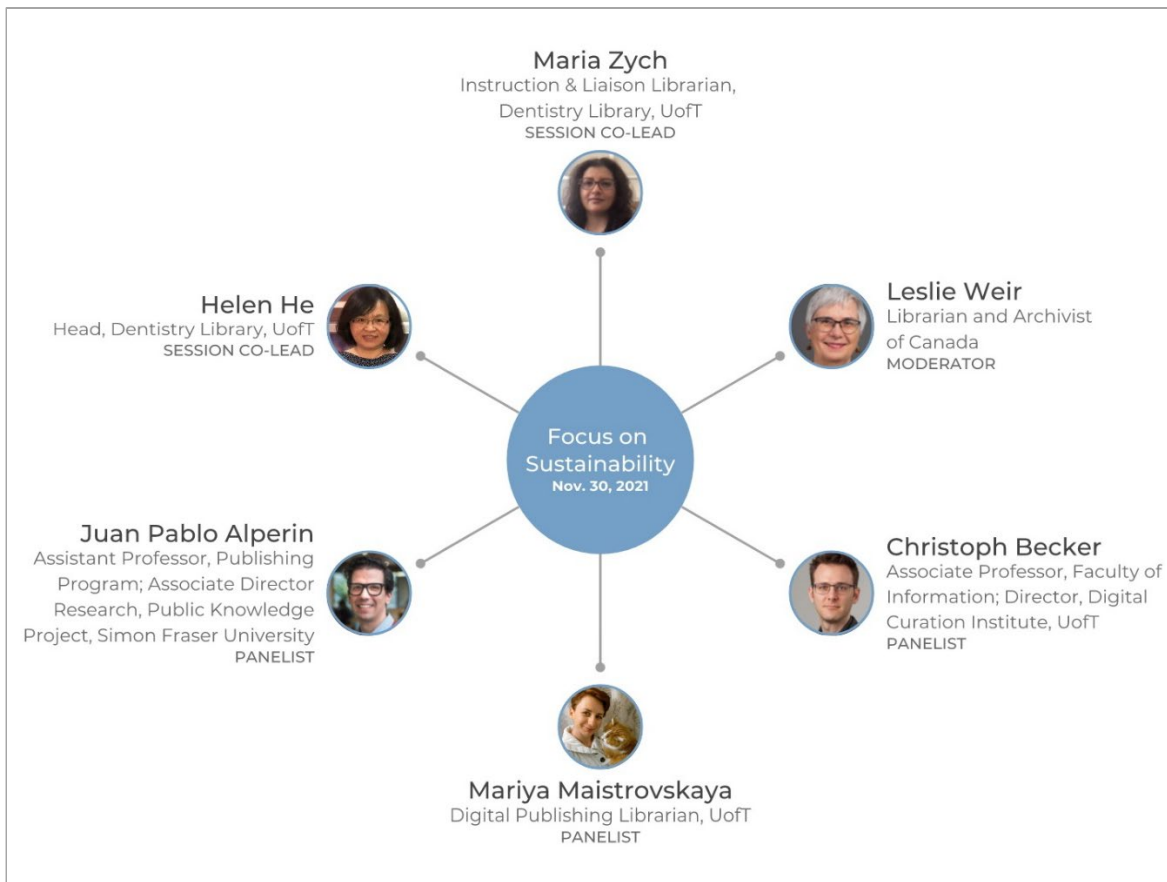 Maria Zych
Instruction & Liaison Librarian,
Dentistry Library, UofT
SESSION CO-LEAD
Helen He
Head, Dentistry Library, UofT
SESSION CO-LEAD
Leslie Weir
Librarian and Archivist
of Canada
MODERATOR
Focus on
Sustainability
Nov. 30, 2021
Juan Pablo Alperin
Assistant Professor, Publishing
Program; Associate Director
Research, Public Knowledge
Project, Simon Fraser University
PANELIST
Christoph Becker
Associate Professor, Faculty of
Information; Director, Digital
Curation Institute, UofT
PANELIST
Mariya Maistrovskaya
Digital Publishing Librarian, UofT
PANELIST